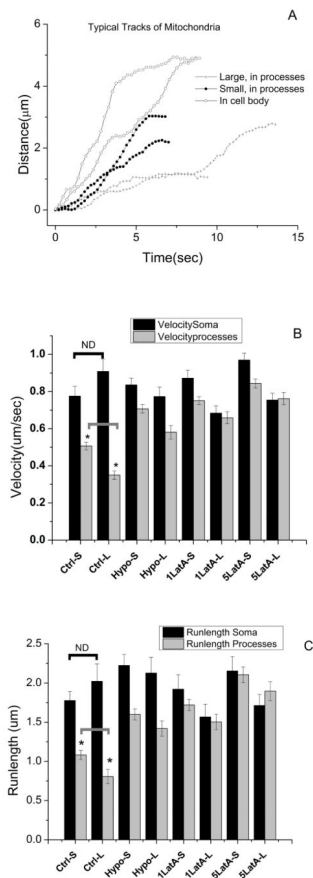 A
Typical Tracks of Mitochondria
Large, in processes
Small, in processes
In cell body
Distance(μm)
6
4
2
0
0 5 10 15
Time(sec)
B
VelocitySoma
Velocityprocesses
ND
Velocity(um/sec)
1.0
0.8
0.6
0.4
0.2
0.0
* *
Ctrl-S Ctrl-L Hypo-S Hypo-L 1LatA-S 1LatA-L 5LatA-S 5LatA-L
C
Runlength Soma
Runlength Processes
ND
Runlength (um)
2.5
2.0
1.5
1.0
0.5
0.0
* *
Ctrl-S Ctrl-L Hypo-S Hypo-L 1LatA-S 1LatA-L 5LatA-S 5LatA-L